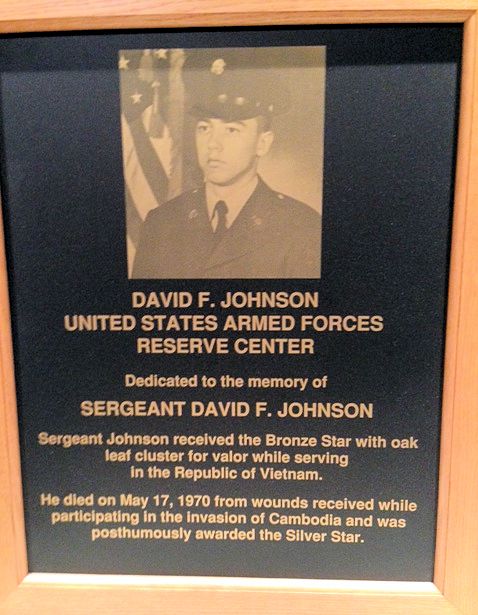 DAVID F. JOHNSON
UNITED STATES ARMED FORCES
RESERVE CENTER
Dedicated to the memory of
SERGEANT DAVID F. JOHNSON
Sergeant Johnson received the Bronze Star with oak
leaf cluster for valor while serving
in the Republic of Vietnam.
He died on May 17, 1970 from wounds received while
participating in the invasion of Cambodia and was
posthumously awarded the Silver Star.